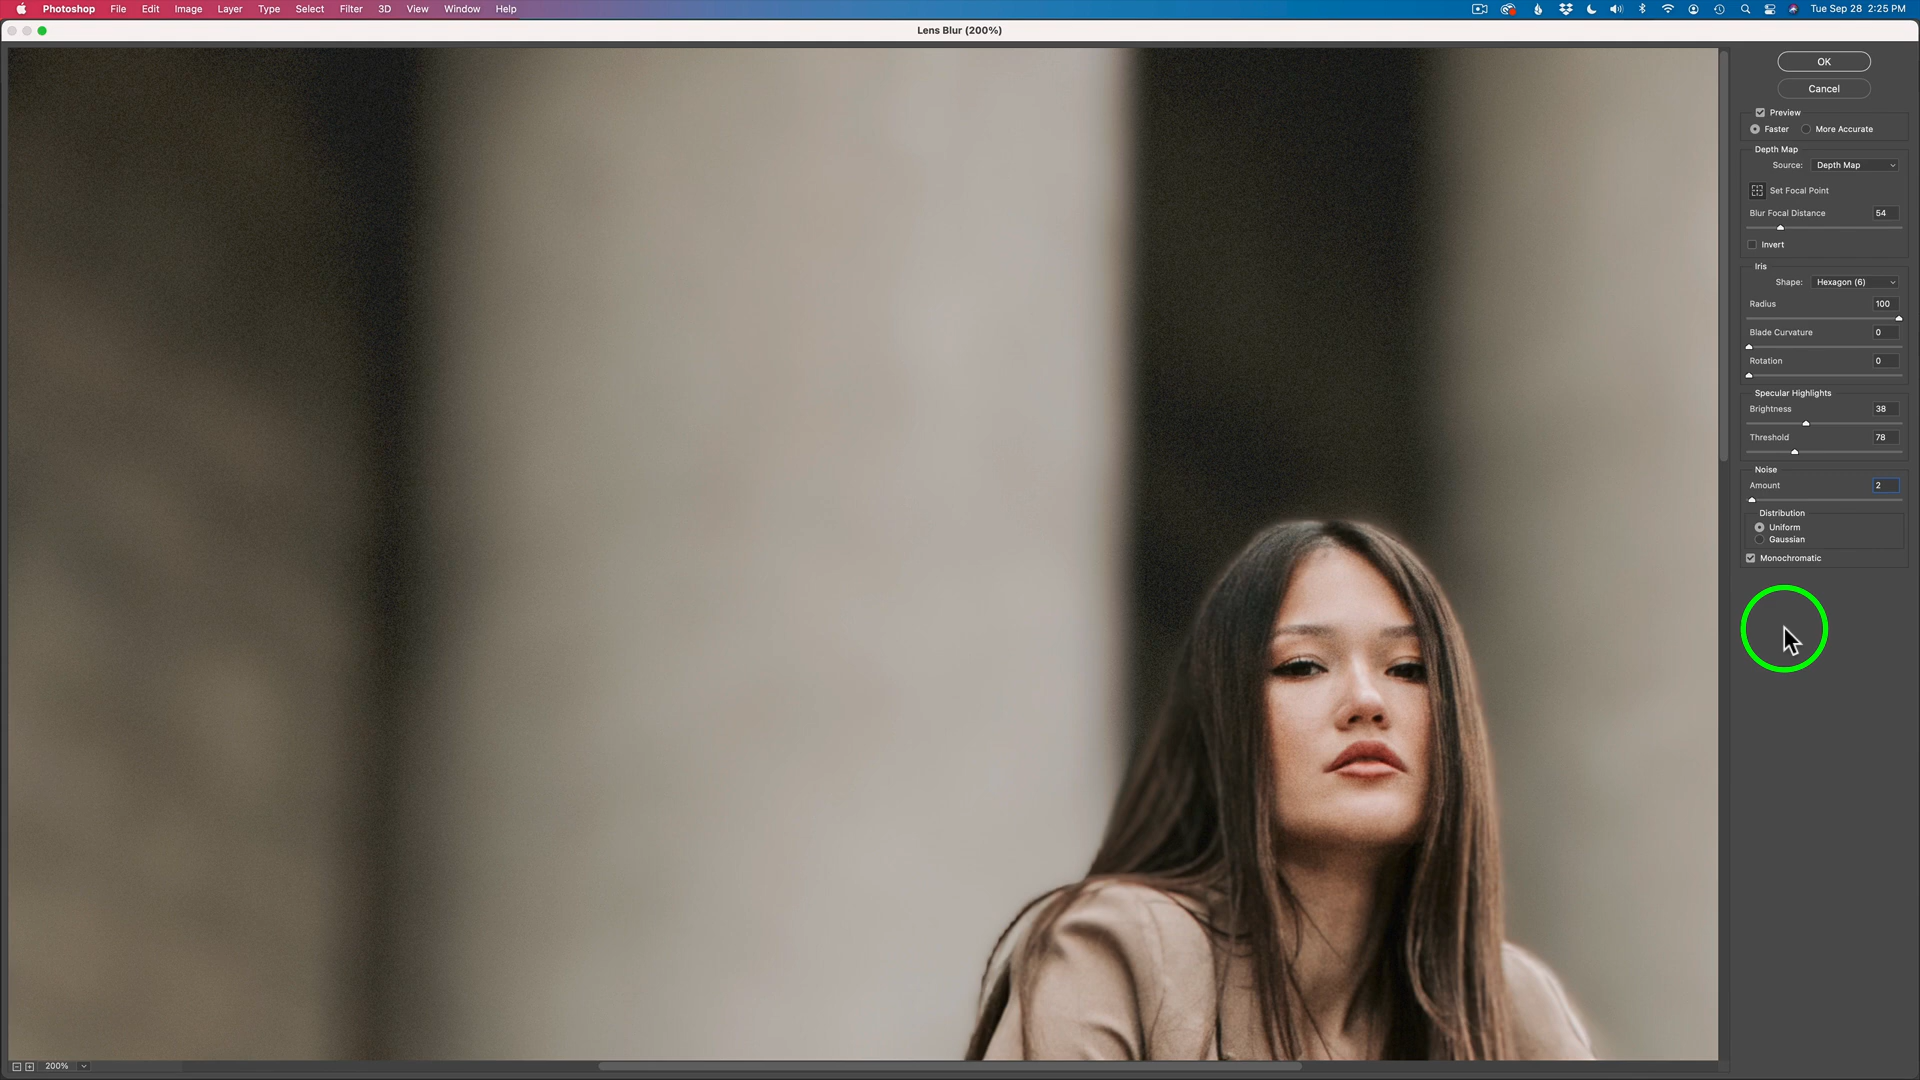 Photoshop File Edit Image Layer Type Select Filter 3D View Window Help Tue Sep 28 2:25 PM
Lens Blur (200%)
OK
Cancel
Preview
Faster More Accurate
Depth Map
Source: Depth Map
Set Focal Point
Blur Focal Distance 54
Invert
Iris
Shape: Hexagon (6)
Radius 100
Blade Curvature 0
Rotation 0
Specular Highlights
Brightness 38
Threshold 78
Noise
Amount 2
Distribution
Uniform
Gaussian
Monochromatic
200%